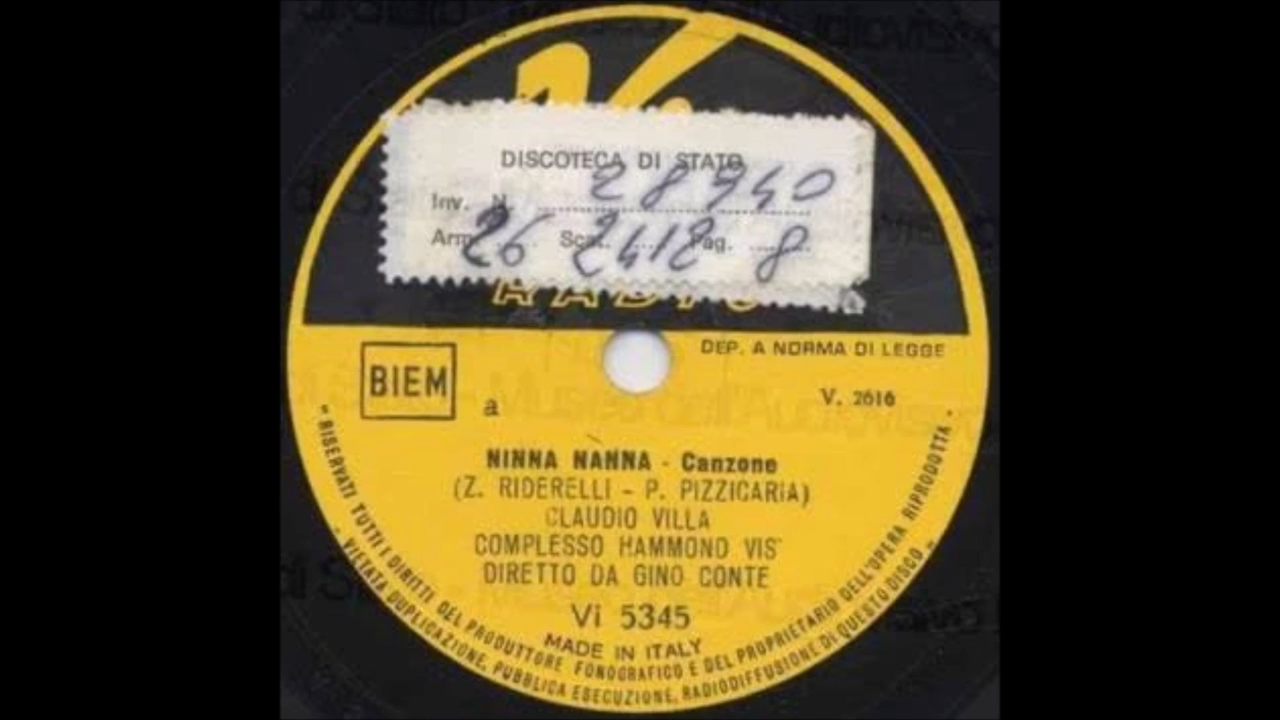 DISCOTECA DI STATO
Inv. N. 28940
Arm. 26 Sca. 2412 Pag. 8
RADIO
DEP. A NORMA DI LEGGE
BIEM
a
V. 2616
NINNA NANNA - Canzone
(Z. RIDERELLI - P. PIZZICARIA)
CLAUDIO VILLA
COMPLESSO HAMMOND VIS
DIRETTO DA GINO CONTE
Vi 5345
MADE IN ITALY
RISERVATI TUTTI I DIRITTI DEL PRODUTTORE FONOGRAFICO E DEL PROPRIETARIO DELL'OPERA RIPRODOTTA
VIETATA DUPLICAZIONE, PUBBLICA ESECUZIONE, RADIODIFFUSIONE DI QUESTO DISCO